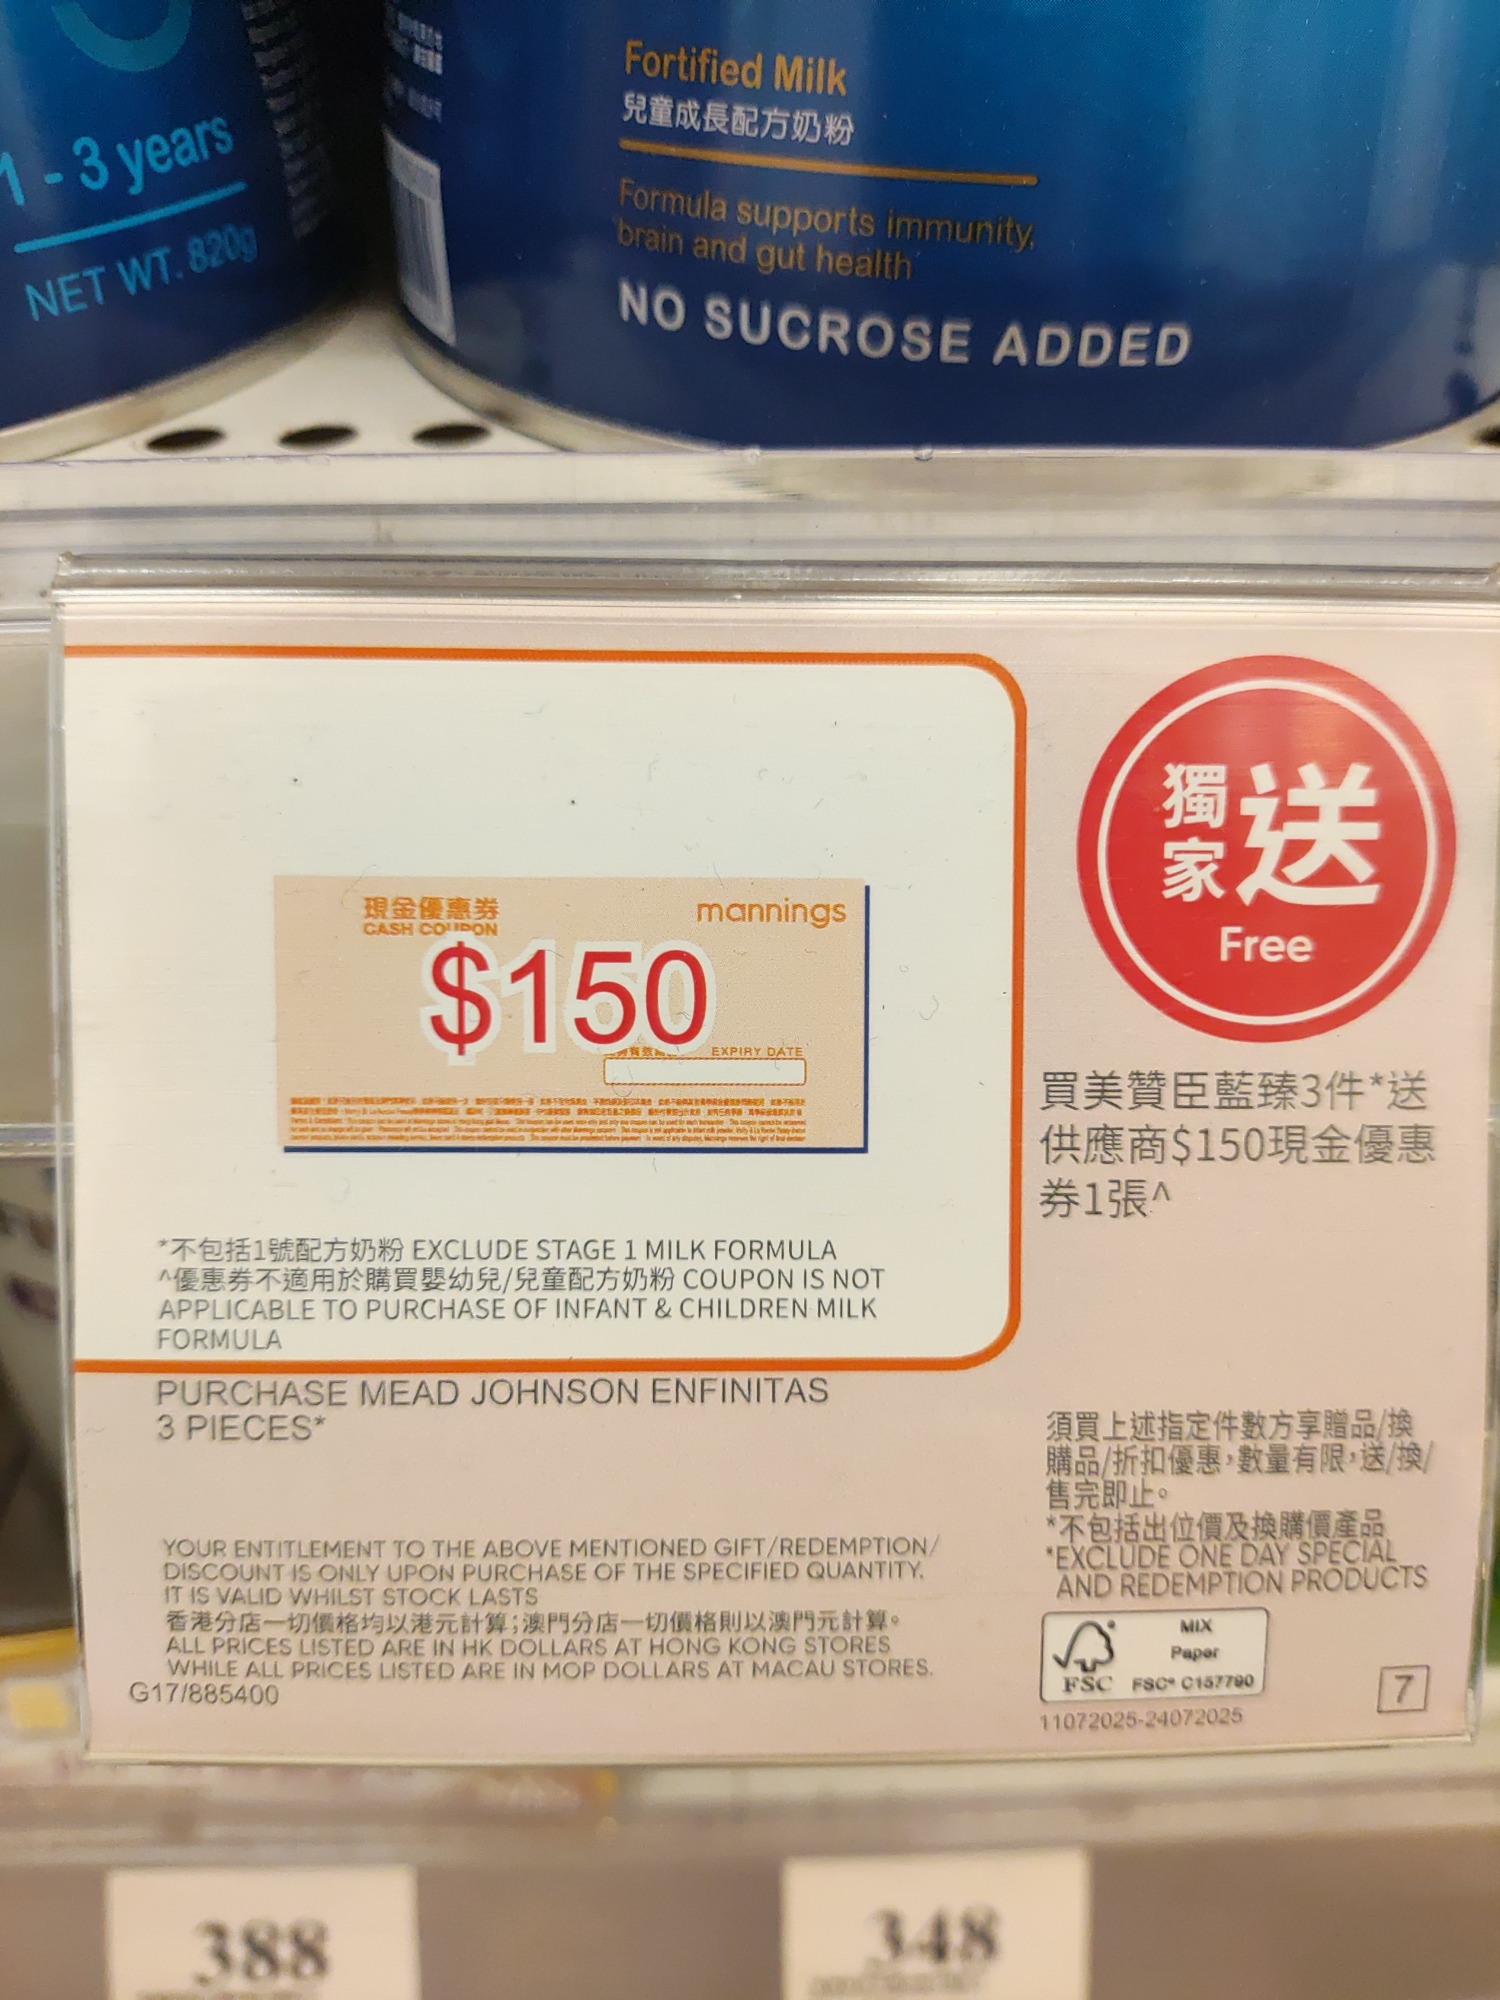 1 - 3 years
NET WT. 820g
Fortified Milk
兒童成長配方奶粉
Formula supports immunity,
brain and gut health
NO SUCROSE ADDED
現金優惠券
CASH COUPON
mannings
$150
EXPIRY DATE
*不包括1號配方奶粉 EXCLUDE STAGE 1 MILK FORMULA
^優惠券不適用於購買嬰幼兒/兒童配方奶粉 COUPON IS NOT
APPLICABLE TO PURCHASE OF INFANT & CHILDREN MILK
FORMULA
PURCHASE MEAD JOHNSON ENFINITAS
3 PIECES*
YOUR ENTITLEMENT TO THE ABOVE MENTIONED GIFT/REDEMPTION/
DISCOUNT IS ONLY UPON PURCHASE OF THE SPECIFIED QUANTITY.
IT IS VALID WHILST STOCK LASTS
香港分店一切價格均以港元計算;澳門分店一切價格則以澳門元計算。
ALL PRICES LISTED ARE IN HK DOLLARS AT HONG KONG STORES
WHILE ALL PRICES LISTED ARE IN MOP DOLLARS AT MACAU STORES.
G17/885400
獨家送
Free
買美贊臣藍臻3件*送
供應商$150現金優惠
券1張^
須買上述指定件數方享贈品/換
購品/折扣優惠,數量有限,送/換/
售完即止。
*不包括出位價及換購價產品
*EXCLUDE ONE DAY SPECIAL
AND REDEMPTION PRODUCTS
FSC
MIX
Paper
FSC® C157790
7
11072025-24072025
388
348